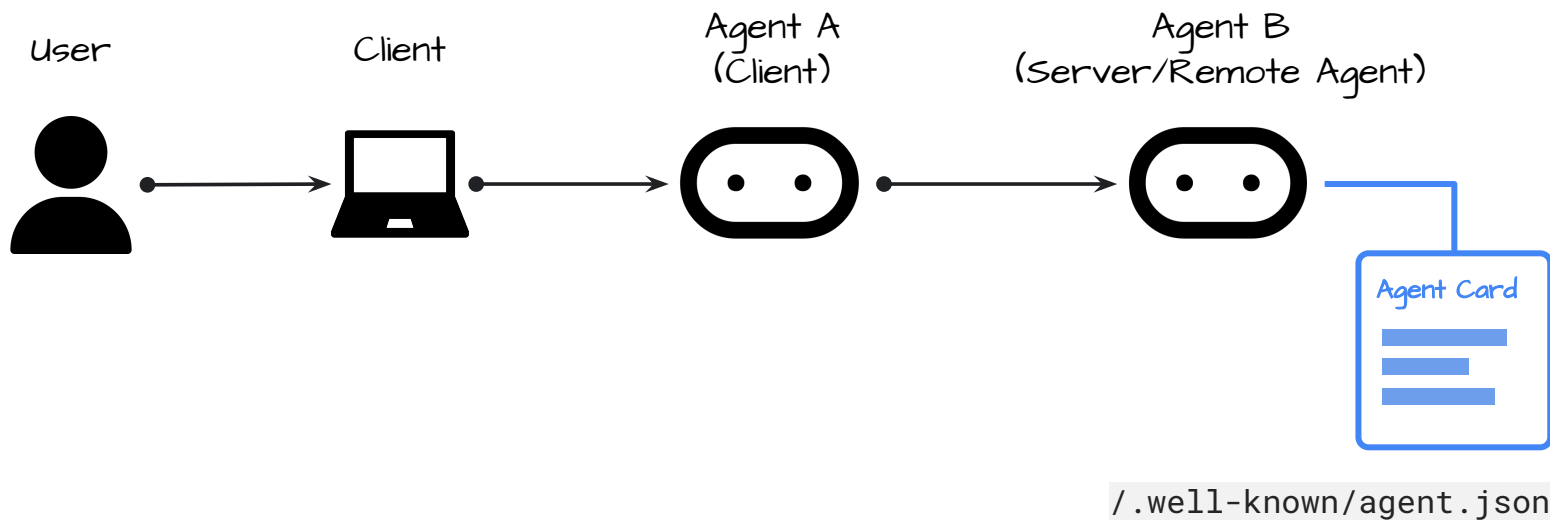 User
Client
Agent A
(Client)
Agent B
(Server/Remote Agent)
Agent Card
/.well-known/agent.json